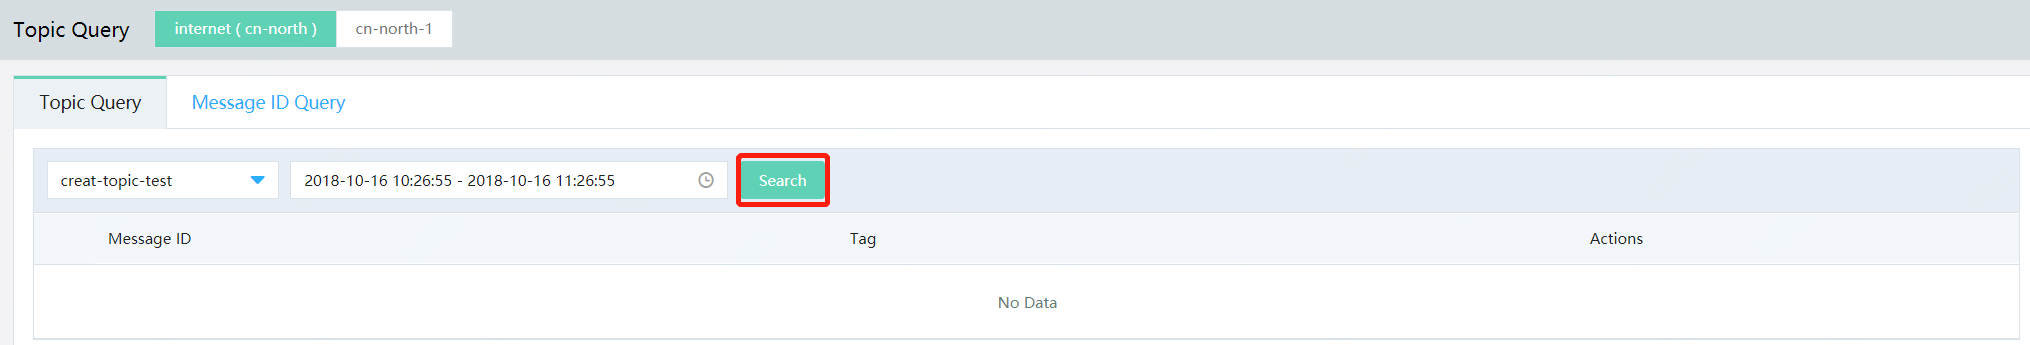 Topic Query internet ( cn-north ) cn-north-1
Topic Query Message ID Query
creat-topic-test 2018-10-16 10:26:55 - 2018-10-16 11:26:55 Search
Message ID Tag Actions
No Data